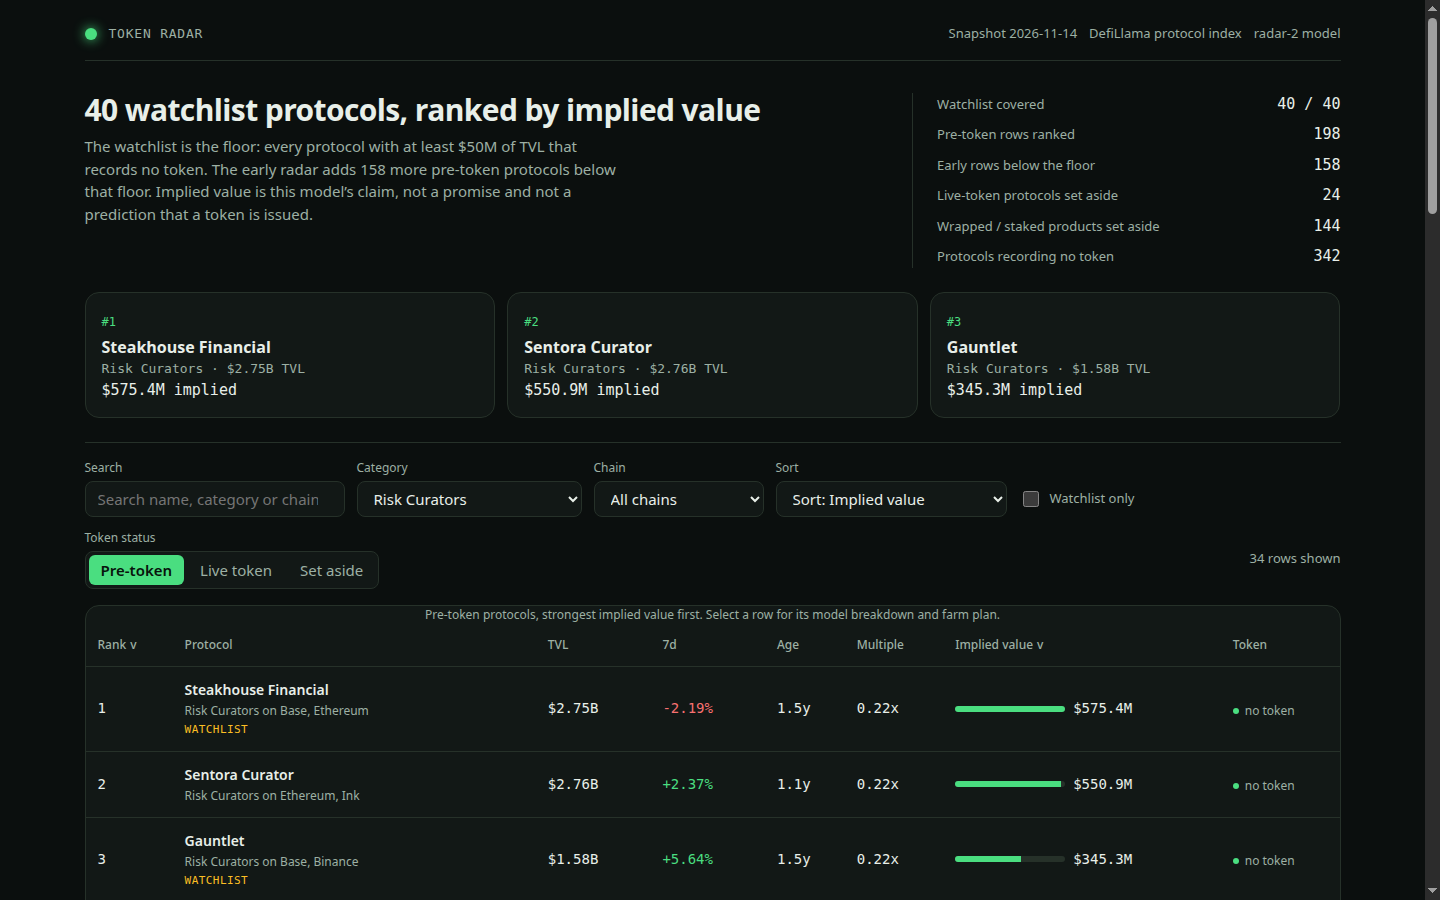 TOKEN RADAR
Snapshot 2026-11-14 DefiLlama protocol index radar-2 model
40 watchlist protocols, ranked by implied value
The watchlist is the floor: every protocol with at least $50M of TVL that
records no token. The early radar adds 158 more pre-token protocols below
that floor. Implied value is this model’s claim, not a promise and not a
prediction that a token is issued.
Watchlist covered 40 / 40
Pre-token rows ranked 198
Early rows below the floor 158
Live-token protocols set aside 24
Wrapped / staked products set aside 144
Protocols recording no token 342
#1
Steakhouse Financial
Risk Curators · $2.75B TVL
$575.4M implied
#2
Sentora Curator
Risk Curators · $2.76B TVL
$550.9M implied
#3
Gauntlet
Risk Curators · $1.58B TVL
$345.3M implied
Search Category Chain Sort
Search name, category or chain Risk Curators All chains Sort: Implied value Watchlist only
Token status
Pre-token Live token Set aside
34 rows shown
Pre-token protocols, strongest implied value first. Select a row for its model breakdown and farm plan.
Rank v Protocol TVL 7d Age Multiple Implied value v Token
Steakhouse Financial
1 Risk Curators on Base, Ethereum $2.75B -2.19% 1.5y 0.22x $575.4M no token
WATCHLIST
Sentora Curator
2 Risk Curators on Ethereum, Ink $2.76B +2.37% 1.1y 0.22x $550.9M no token
Gauntlet
3 Risk Curators on Base, Binance $1.58B +5.64% 1.5y 0.22x $345.3M no token
WATCHLIST